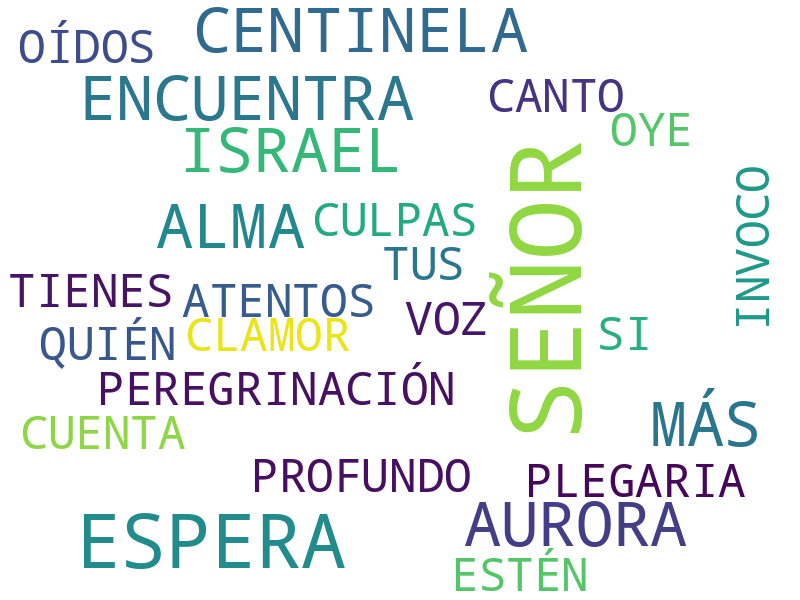 CENTINELA
OÍDOS
ENCUENTRA
CANTO
OYE
ISRAEL
SEÑOR
INVOCO
ALMA
CULPAS
TUS
TIENES
ATENTOS
VOZ
QUIÉN
CLAMOR
SI
PEREGRINACIÓN
MÁS
CUENTA
PROFUNDO
PLEGARIA
AURORA
ESPERA
ESTÉN